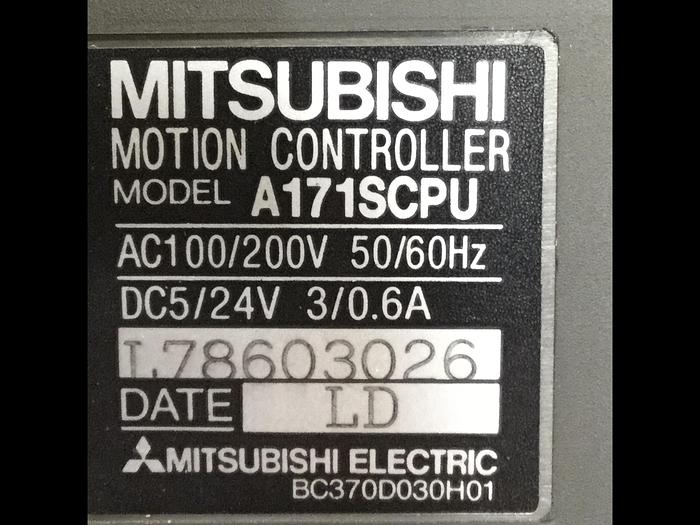 MITSUBISHI
MOTION CONTROLLER
MODEL A171SCPU
AC100/200V 50/60Hz
DC5/24V 3/0.6A
L78603026
DATE LD
MITSUBISHI ELECTRIC
BC370D030H01